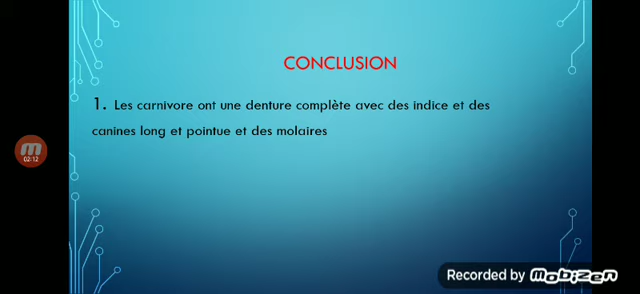 CONCLUSION
1. Les carnivore ont une denture complète avec des indice et des
canines long et pointue et des molaires
02:12
Recorded by Mobizen